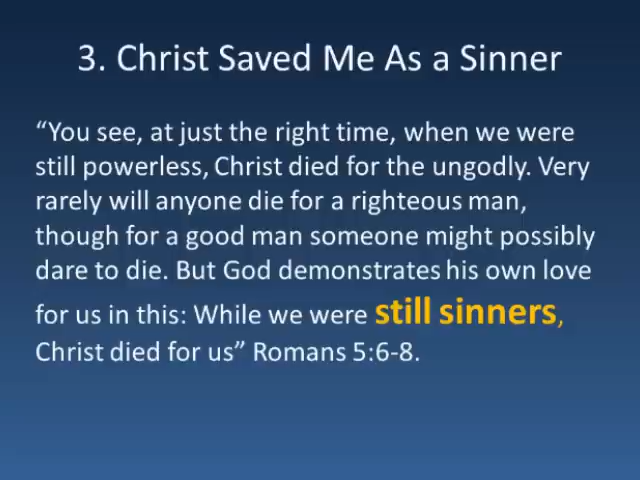 3. Christ Saved Me As a Sinner
“You see, at just the right time, when we were
still powerless, Christ died for the ungodly. Very
rarely will anyone die for a righteous man,
though for a good man someone might possibly
dare to die. But God demonstrates his own love
for us in this: While we were still sinners,
Christ died for us” Romans 5:6-8.